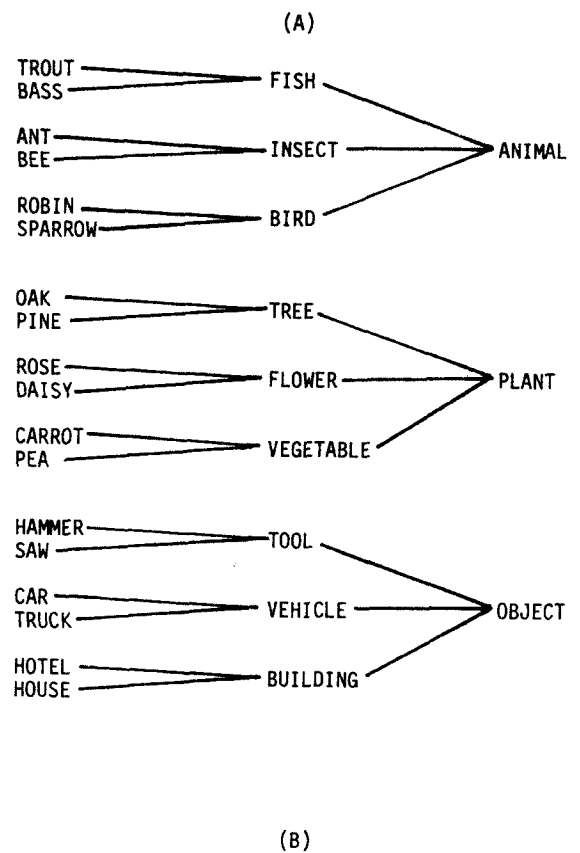 (A)
TROUT
BASS
FISH
ANT
BEE
INSECT
ANIMAL
ROBIN
SPARROW
BIRD
OAK
PINE
TREE
ROSE
DAISY
FLOWER
PLANT
CARROT
PEA
VEGETABLE
HAMMER
SAW
TOOL
CAR
TRUCK
VEHICLE
OBJECT
HOTEL
HOUSE
BUILDING
(B)